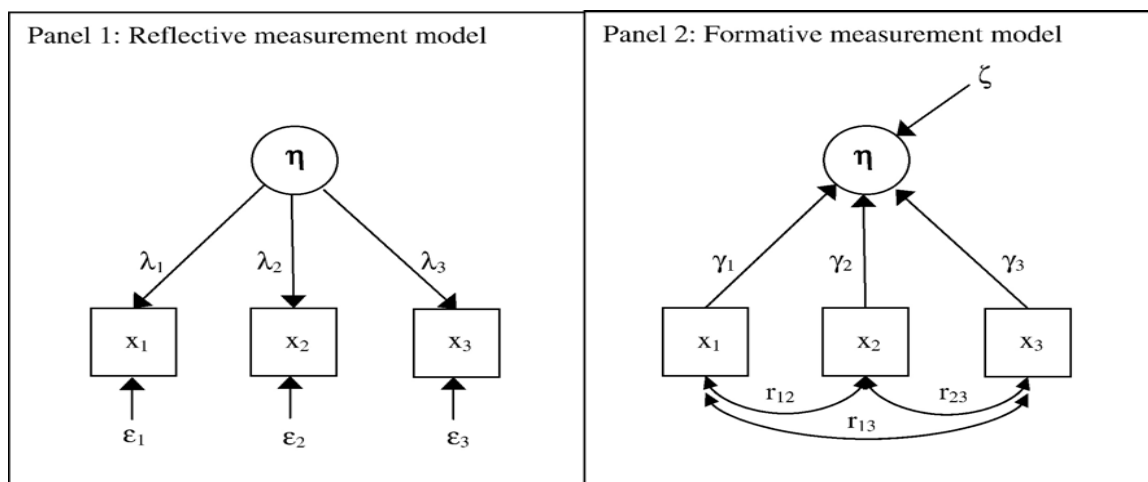 Panel 1: Reflective measurement model
η
λ₁ λ₂ λ₃
x₁ x₂ x₃
ε₁ ε₂ ε₃
Panel 2: Formative measurement model
ζ
η
γ₁ γ₂ γ₃
x₁ x₂ x₃
r₁₂ r₂₃
r₁₃